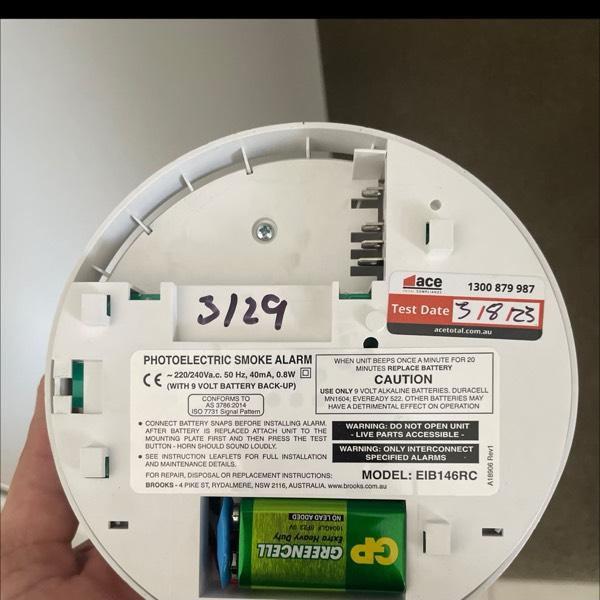 3/29
ace
TOTAL COMPLIANCE
1300 879 987
Test Date 3/8/23
acetotal.com.au
PHOTOELECTRIC SMOKE ALARM
CE ~ 220/240Va.c. 50 Hz, 40mA, 0.8W
(WITH 9 VOLT BATTERY BACK-UP)
CONFORMS TO
AS 3786:2014
ISO 7731 Signal Pattern
• CONNECT BATTERY SNAPS BEFORE INSTALLING ALARM.
AFTER BATTERY IS REPLACED ATTACH UNIT TO THE
MOUNTING PLATE FIRST AND THEN PRESS THE TEST
BUTTON - HORN SHOULD SOUND LOUDLY.
• SEE INSTRUCTION LEAFLETS FOR FULL INSTALLATION
AND MAINTENANCE DETAILS.
FOR REPAIR, DISPOSAL OR REPLACEMENT INSTRUCTIONS:
BROOKS - 4 PIKE ST, RYDALMERE, NSW 2116, AUSTRALIA. www.brooks.com.au
WHEN UNIT BEEPS ONCE A MINUTE FOR 20
MINUTES REPLACE BATTERY
CAUTION
USE ONLY 9 VOLT ALKALINE BATTERIES, DURACELL
MN1604; EVEREADY 522. OTHER BATTERIES MAY
HAVE A DETRIMENTAL EFFECT ON OPERATION
WARNING: DO NOT OPEN UNIT
- LIVE PARTS ACCESSIBLE -
WARNING: ONLY INTERCONNECT
SPECIFIED ALARMS
MODEL: EIB146RC
A18906 Rev1
GP
GREENCELL
Extra Heavy Duty
1604GLF 6F22 9V
NO LEAD ADDED